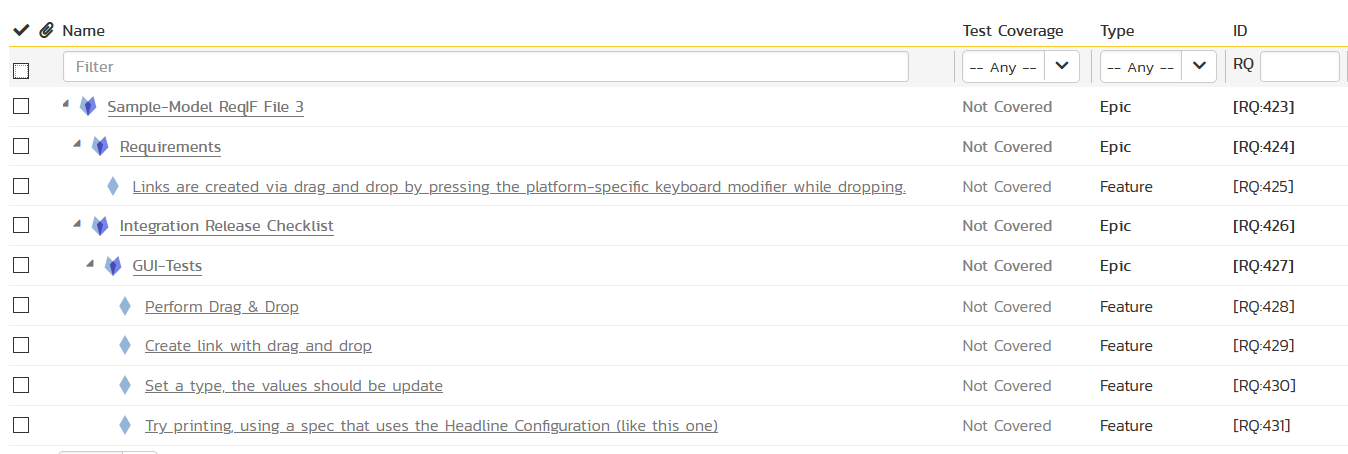 Name Test Coverage Type ID
Filter -- Any -- -- Any -- RQ
Sample-Model ReqIF File 3 Not Covered Epic [RQ:423]
Requirements Not Covered Epic [RQ:424]
Links are created via drag and drop by pressing the platform-specific keyboard modifier while dropping. Not Covered Feature [RQ:425]
Integration Release Checklist Not Covered Epic [RQ:426]
GUI-Tests Not Covered Epic [RQ:427]
Perform Drag & Drop Not Covered Feature [RQ:428]
Create link with drag and drop Not Covered Feature [RQ:429]
Set a type, the values should be update Not Covered Feature [RQ:430]
Try printing, using a spec that uses the Headline Configuration (like this one) Not Covered Feature [RQ:431]